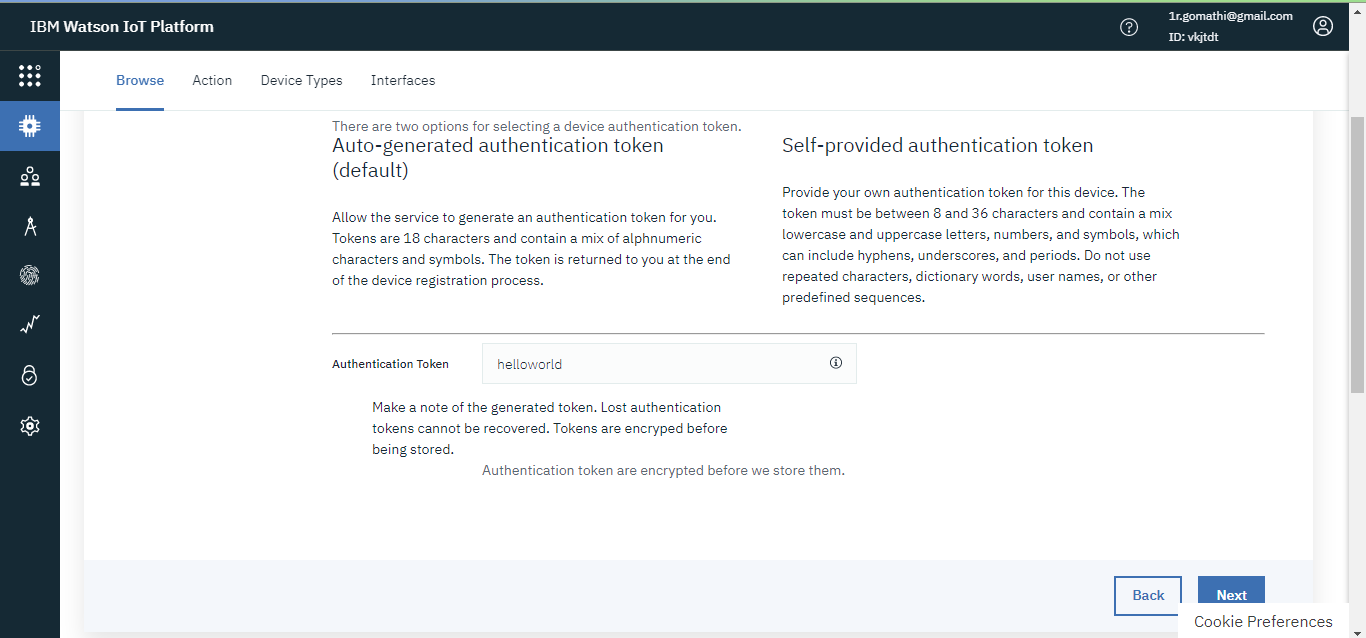 IBM Watson IoT Platform
1r.gomathi@gmail.com
ID: vkjtdt
Browse
Action
Device Types
Interfaces
There are two options for selecting a device authentication token.
Auto-generated authentication token
(default)
Allow the service to generate an authentication token for you.
Tokens are 18 characters and contain a mix of alphnumeric
characters and symbols. The token is returned to you at the end
of the device registration process.
Self-provided authentication token
Provide your own authentication token for this device. The
token must be between 8 and 36 characters and contain a mix
lowercase and uppercase letters, numbers, and symbols, which
can include hyphens, underscores, and periods. Do not use
repeated characters, dictionary words, user names, or other
predefined sequences.
Authentication Token
helloworld
Make a note of the generated token. Lost authentication
tokens cannot be recovered. Tokens are encryped before
being stored.
Authentication token are encrypted before we store them.
Back
Next
Cookie Preferences